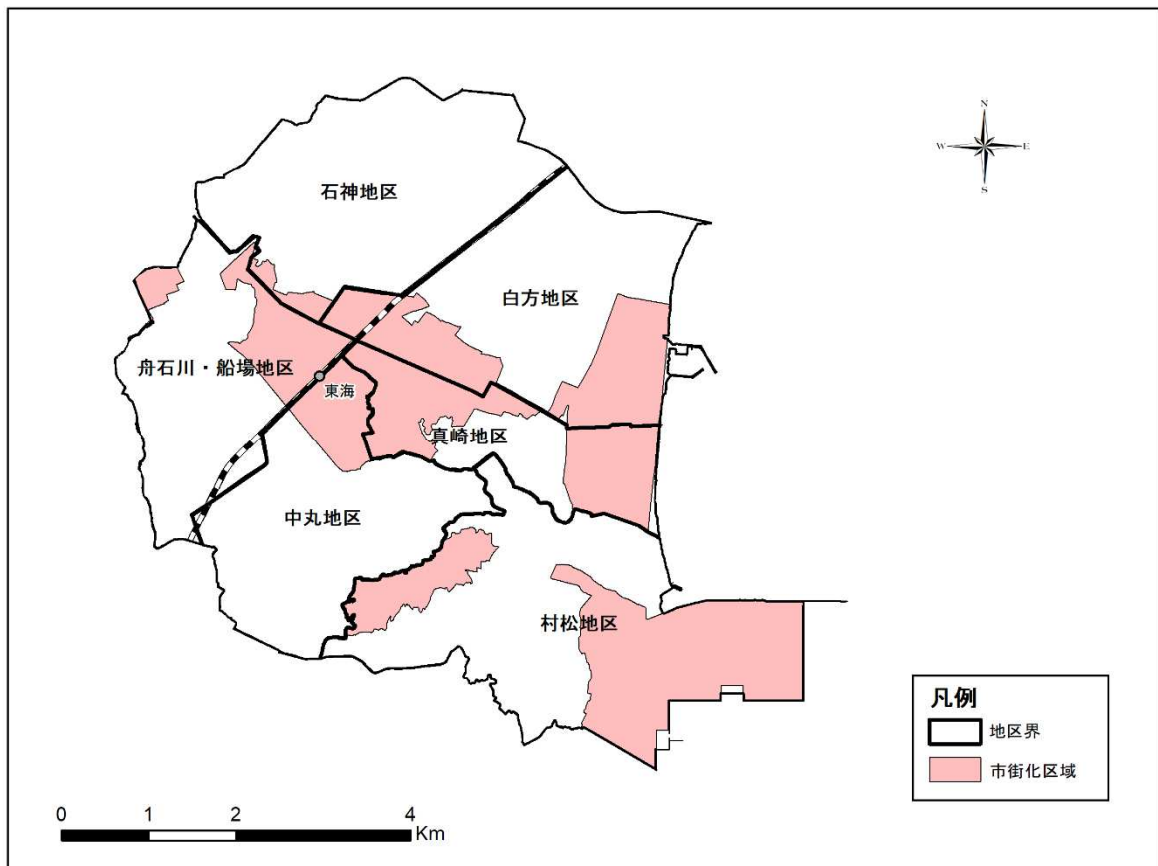 N
W E
S
石神地区
白方地区
舟石川・船場地区
東海
真崎地区
中丸地区
村松地区
凡例
地区界
市街化区域
0 1 2 4
Km